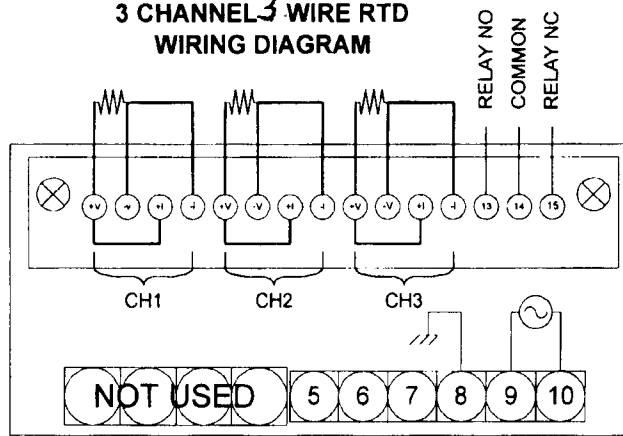 3 CHANNEL 3 WIRE RTD
WIRING DIAGRAM
RELAY NO
COMMON
RELAY NC
+V -V +I -I +V -V +I -I +V -V +I -I 13 14 15
CH1 CH2 CH3
NOT USED 5 6 7 8 9 10